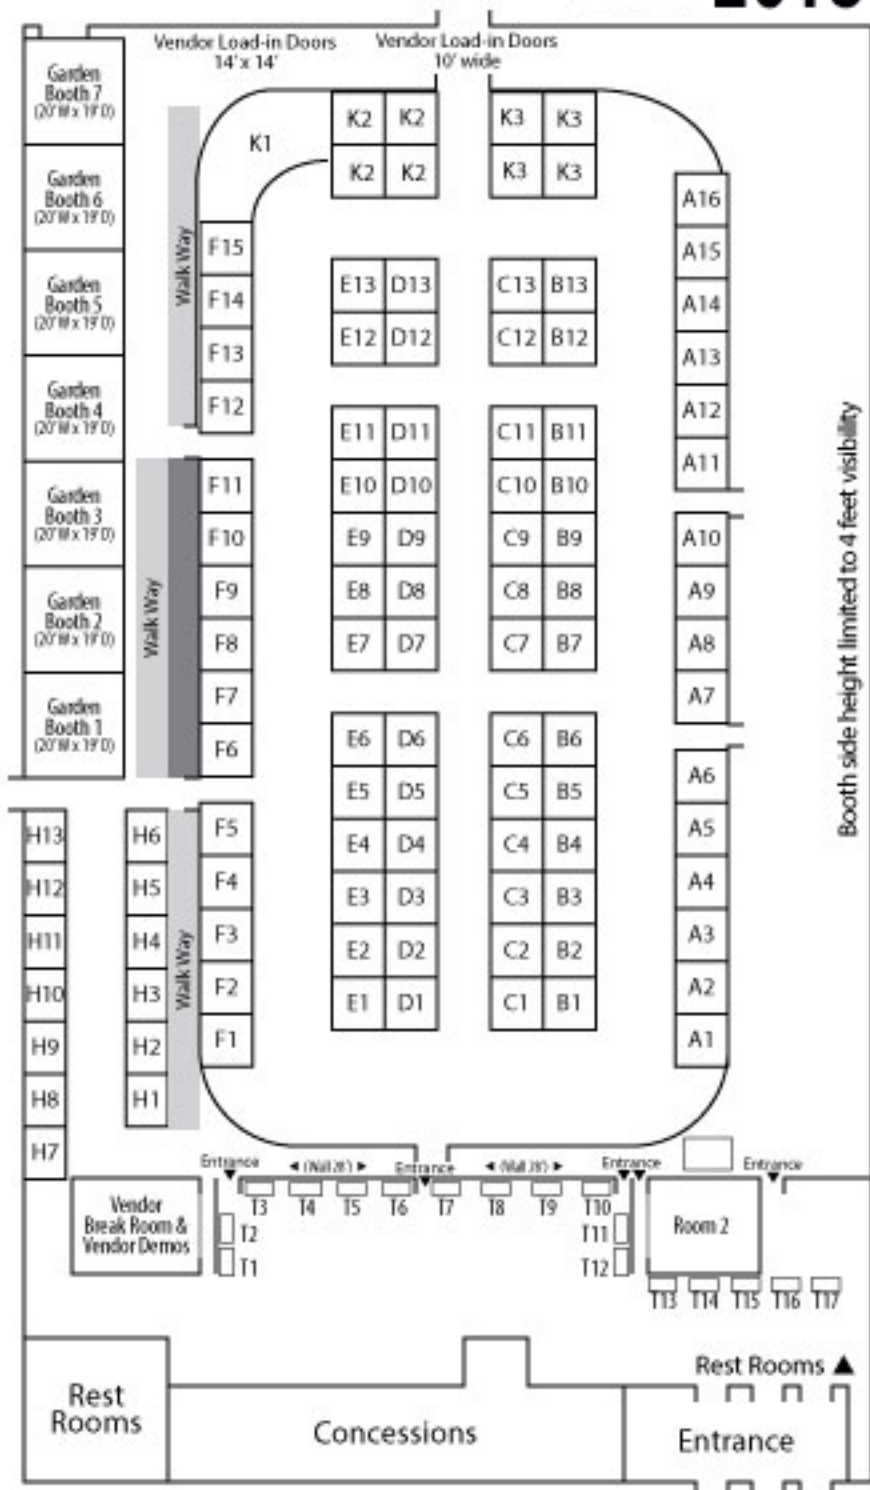 Vendor Load-in Doors
14' x 14'
Vendor Load-in Doors
10' wide
Garden
Booth 7
(20'W x 19'D)
Garden
Booth 6
(20'W x 19'D)
Garden
Booth 5
(20'W x 19'D)
Garden
Booth 4
(20'W x 19'D)
Garden
Booth 3
(20'W x 19'D)
Garden
Booth 2
(20'W x 19'D)
Garden
Booth 1
(20'W x 19'D)
Walk Way
Walk Way
Walk Way
K1
K2 K2 K3 K3
K2 K2 K3 K3
F15
F14
F13
F12
F11
F10
F9
F8
F7
F6
F5
F4
F3
F2
F1
E13 D13 C13 B13
E12 D12 C12 B12
E11 D11 C11 B11
E10 D10 C10 B10
E9 D9 C9 B9
E8 D8 C8 B8
E7 D7 C7 B7
E6 D6 C6 B6
E5 D5 C5 B5
E4 D4 C4 B4
E3 D3 C3 B3
E2 D2 C2 B2
E1 D1 C1 B1
A16
A15
A14
A13
A12
A11
A10
A9
A8
A7
A6
A5
A4
A3
A2
A1
Booth side height limited to 4 feet visibility
H13 H6
H12 H5
H11 H4
H10 H3
H9 H2
H8 H1
H7
Entrance (Wall 28') Entrance (Wall 28') Entrance Entrance
T3 T4 T5 T6 T7 T8 T9 T10
T2 T11
T1 T12
Vendor
Break Room &
Vendor Demos
Room 2
T13 T14 T15 T16 T17
Rest Rooms
Rest
Rooms
Concessions
Entrance